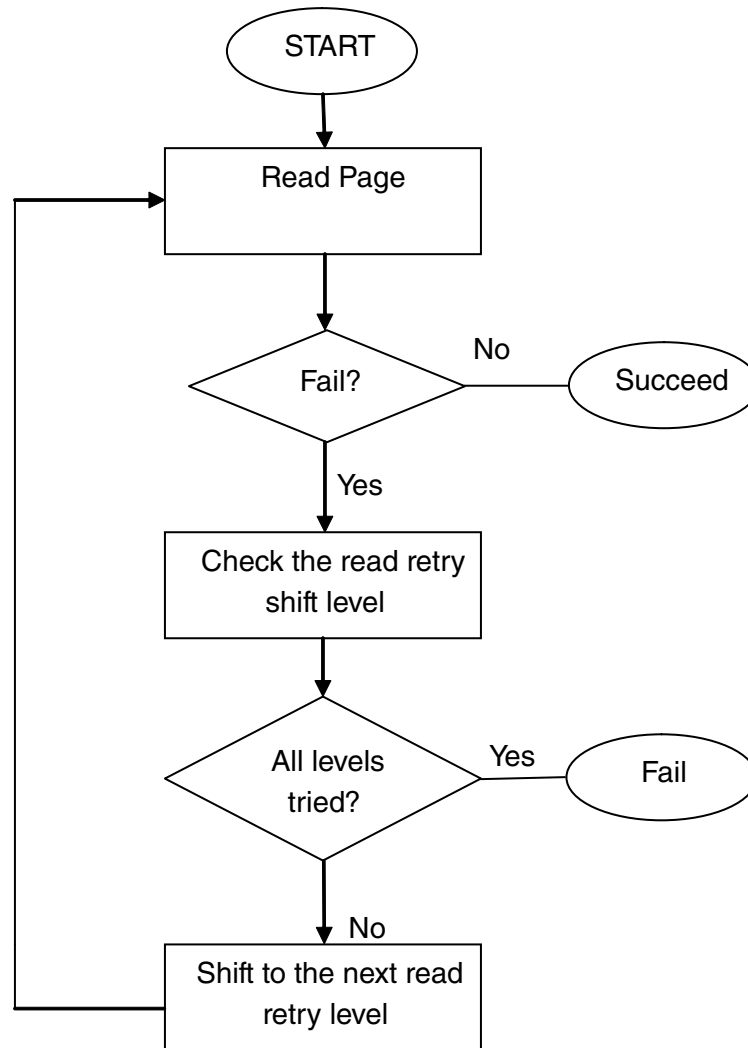 START
Read Page
Fail?
No
Succeed
Yes
Check the read retry
shift level
All levels
tried?
Yes
Fail
No
Shift to the next read
retry level